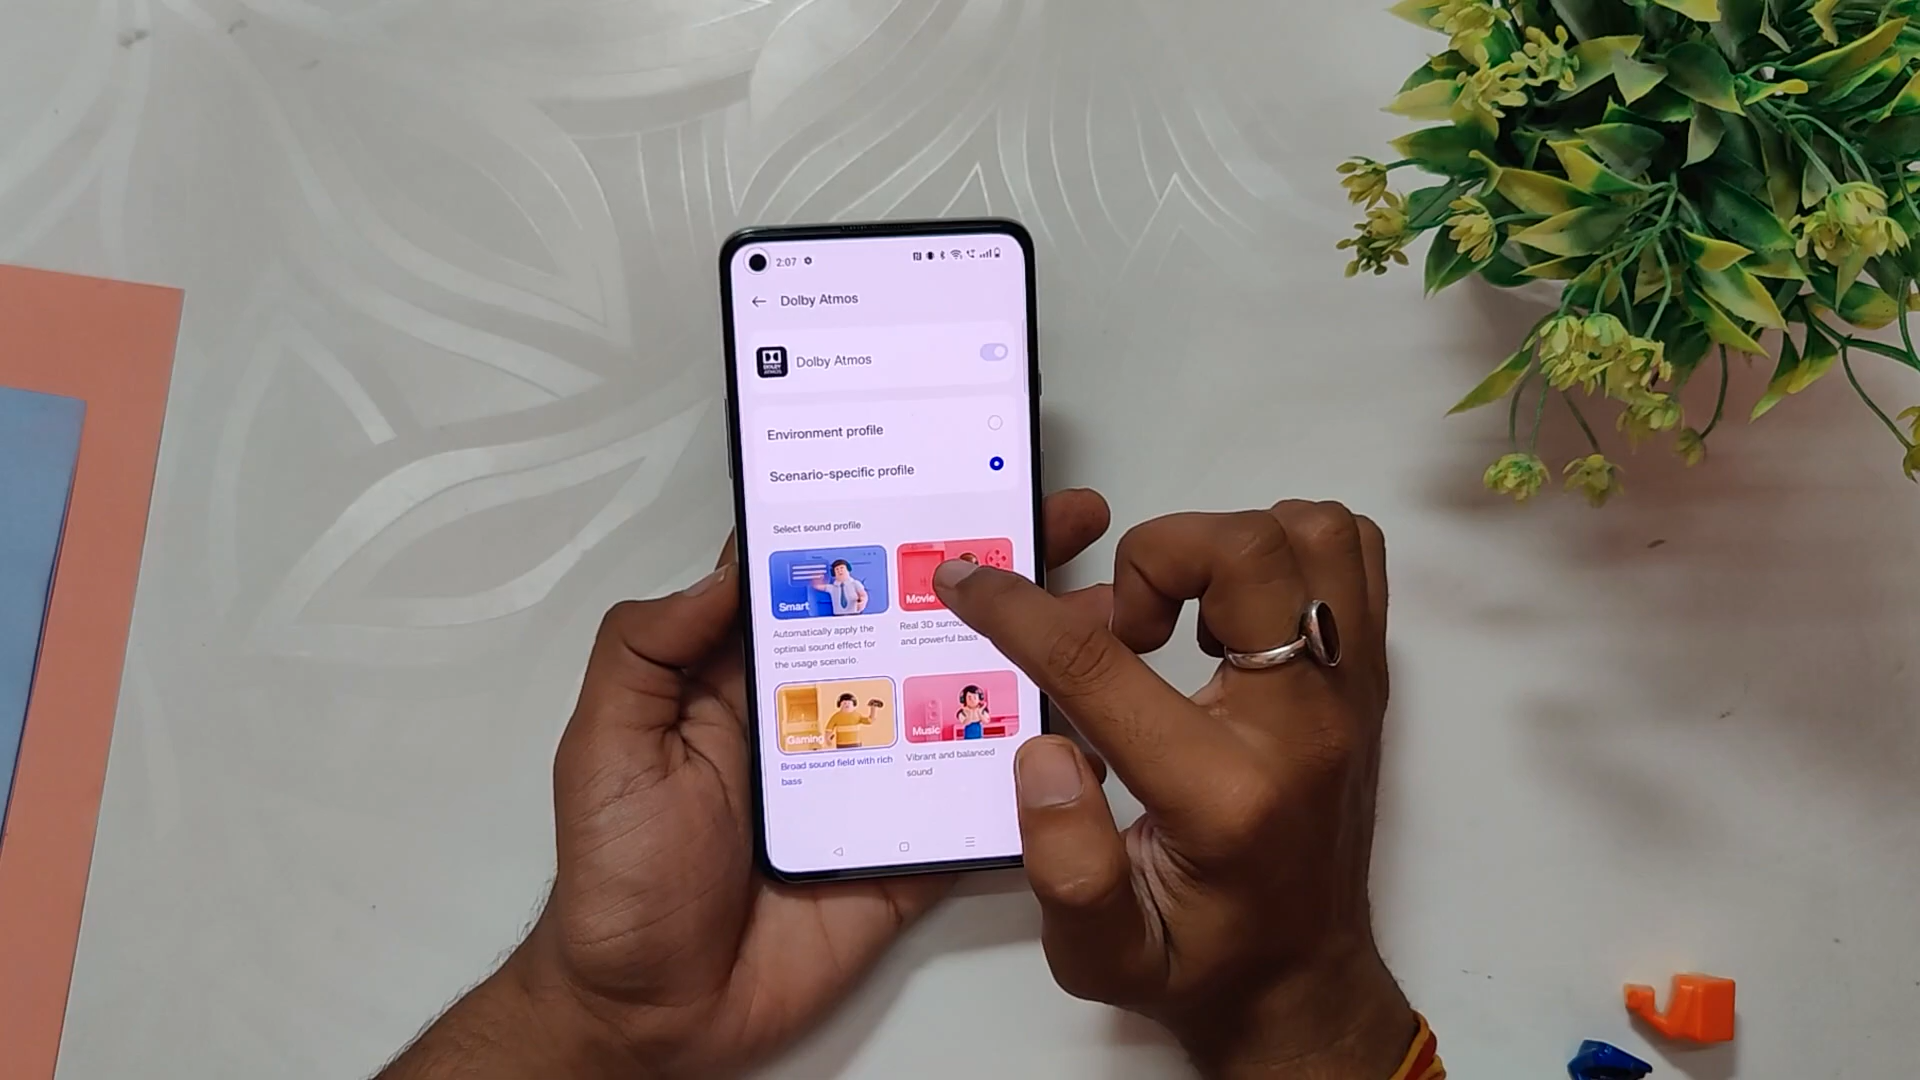 2:07
Dolby Atmos
DOLBY
ATMOS
Dolby Atmos
Environment profile
Scenario-specific profile
Select sound profile
Smart
Movie
Automatically apply the
optimal sound effect for
the usage scenario.
Real 3D
and powerful bass
Gaming
Music
Broad sound field with rich
bass
Vibrant and balanced
sound